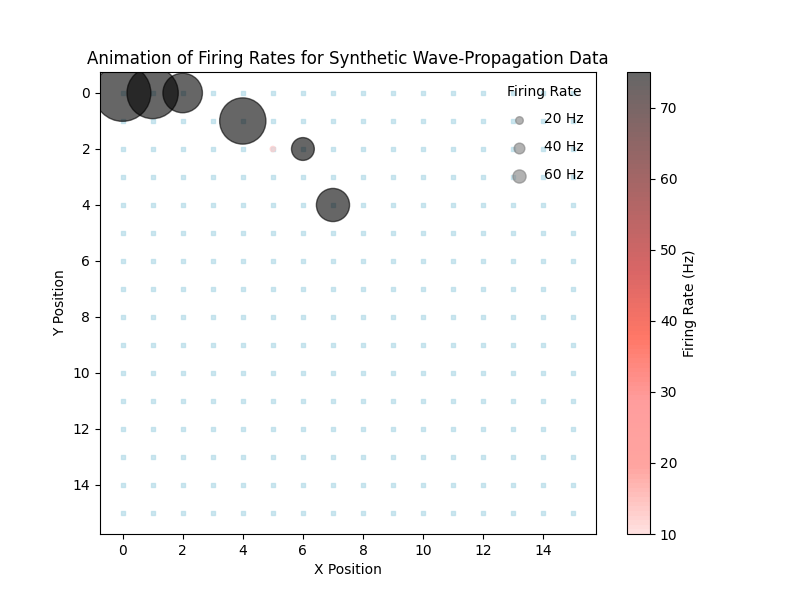 Animation of Firing Rates for Synthetic Wave-Propagation Data
Firing Rate
20 Hz
40 Hz
60 Hz
0
2
4
6
8
10
12
14
Y Position
0
2
4
6
8
10
12
14
X Position
70
60
50
40
30
20
10
Firing Rate (Hz)